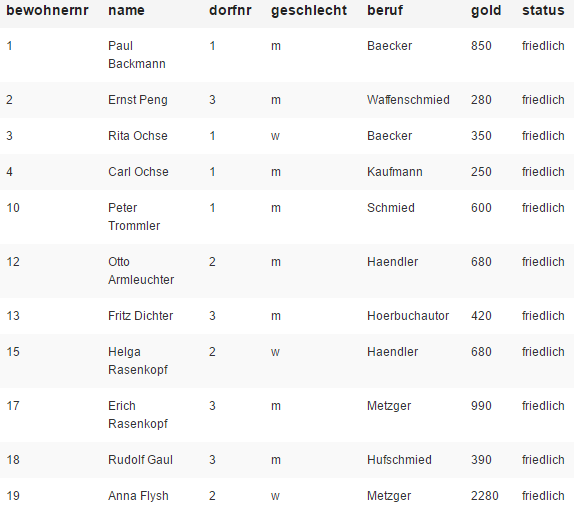 bewohnernr name dorfnr geschlecht beruf gold status
1 Paul Backmann 1 m Baecker 850 friedlich
2 Ernst Peng 3 m Waffenschmied 280 friedlich
3 Rita Ochse 1 w Baecker 350 friedlich
4 Carl Ochse 1 m Kaufmann 250 friedlich
10 Peter Trommler 1 m Schmied 600 friedlich
12 Otto Armleuchter 2 m Haendler 680 friedlich
13 Fritz Dichter 3 m Hoerbuchautor 420 friedlich
15 Helga Rasenkopf 2 w Haendler 680 friedlich
17 Erich Rasenkopf 3 m Metzger 990 friedlich
18 Rudolf Gaul 3 m Hufschmied 390 friedlich
19 Anna Flysh 2 w Metzger 2280 friedlich